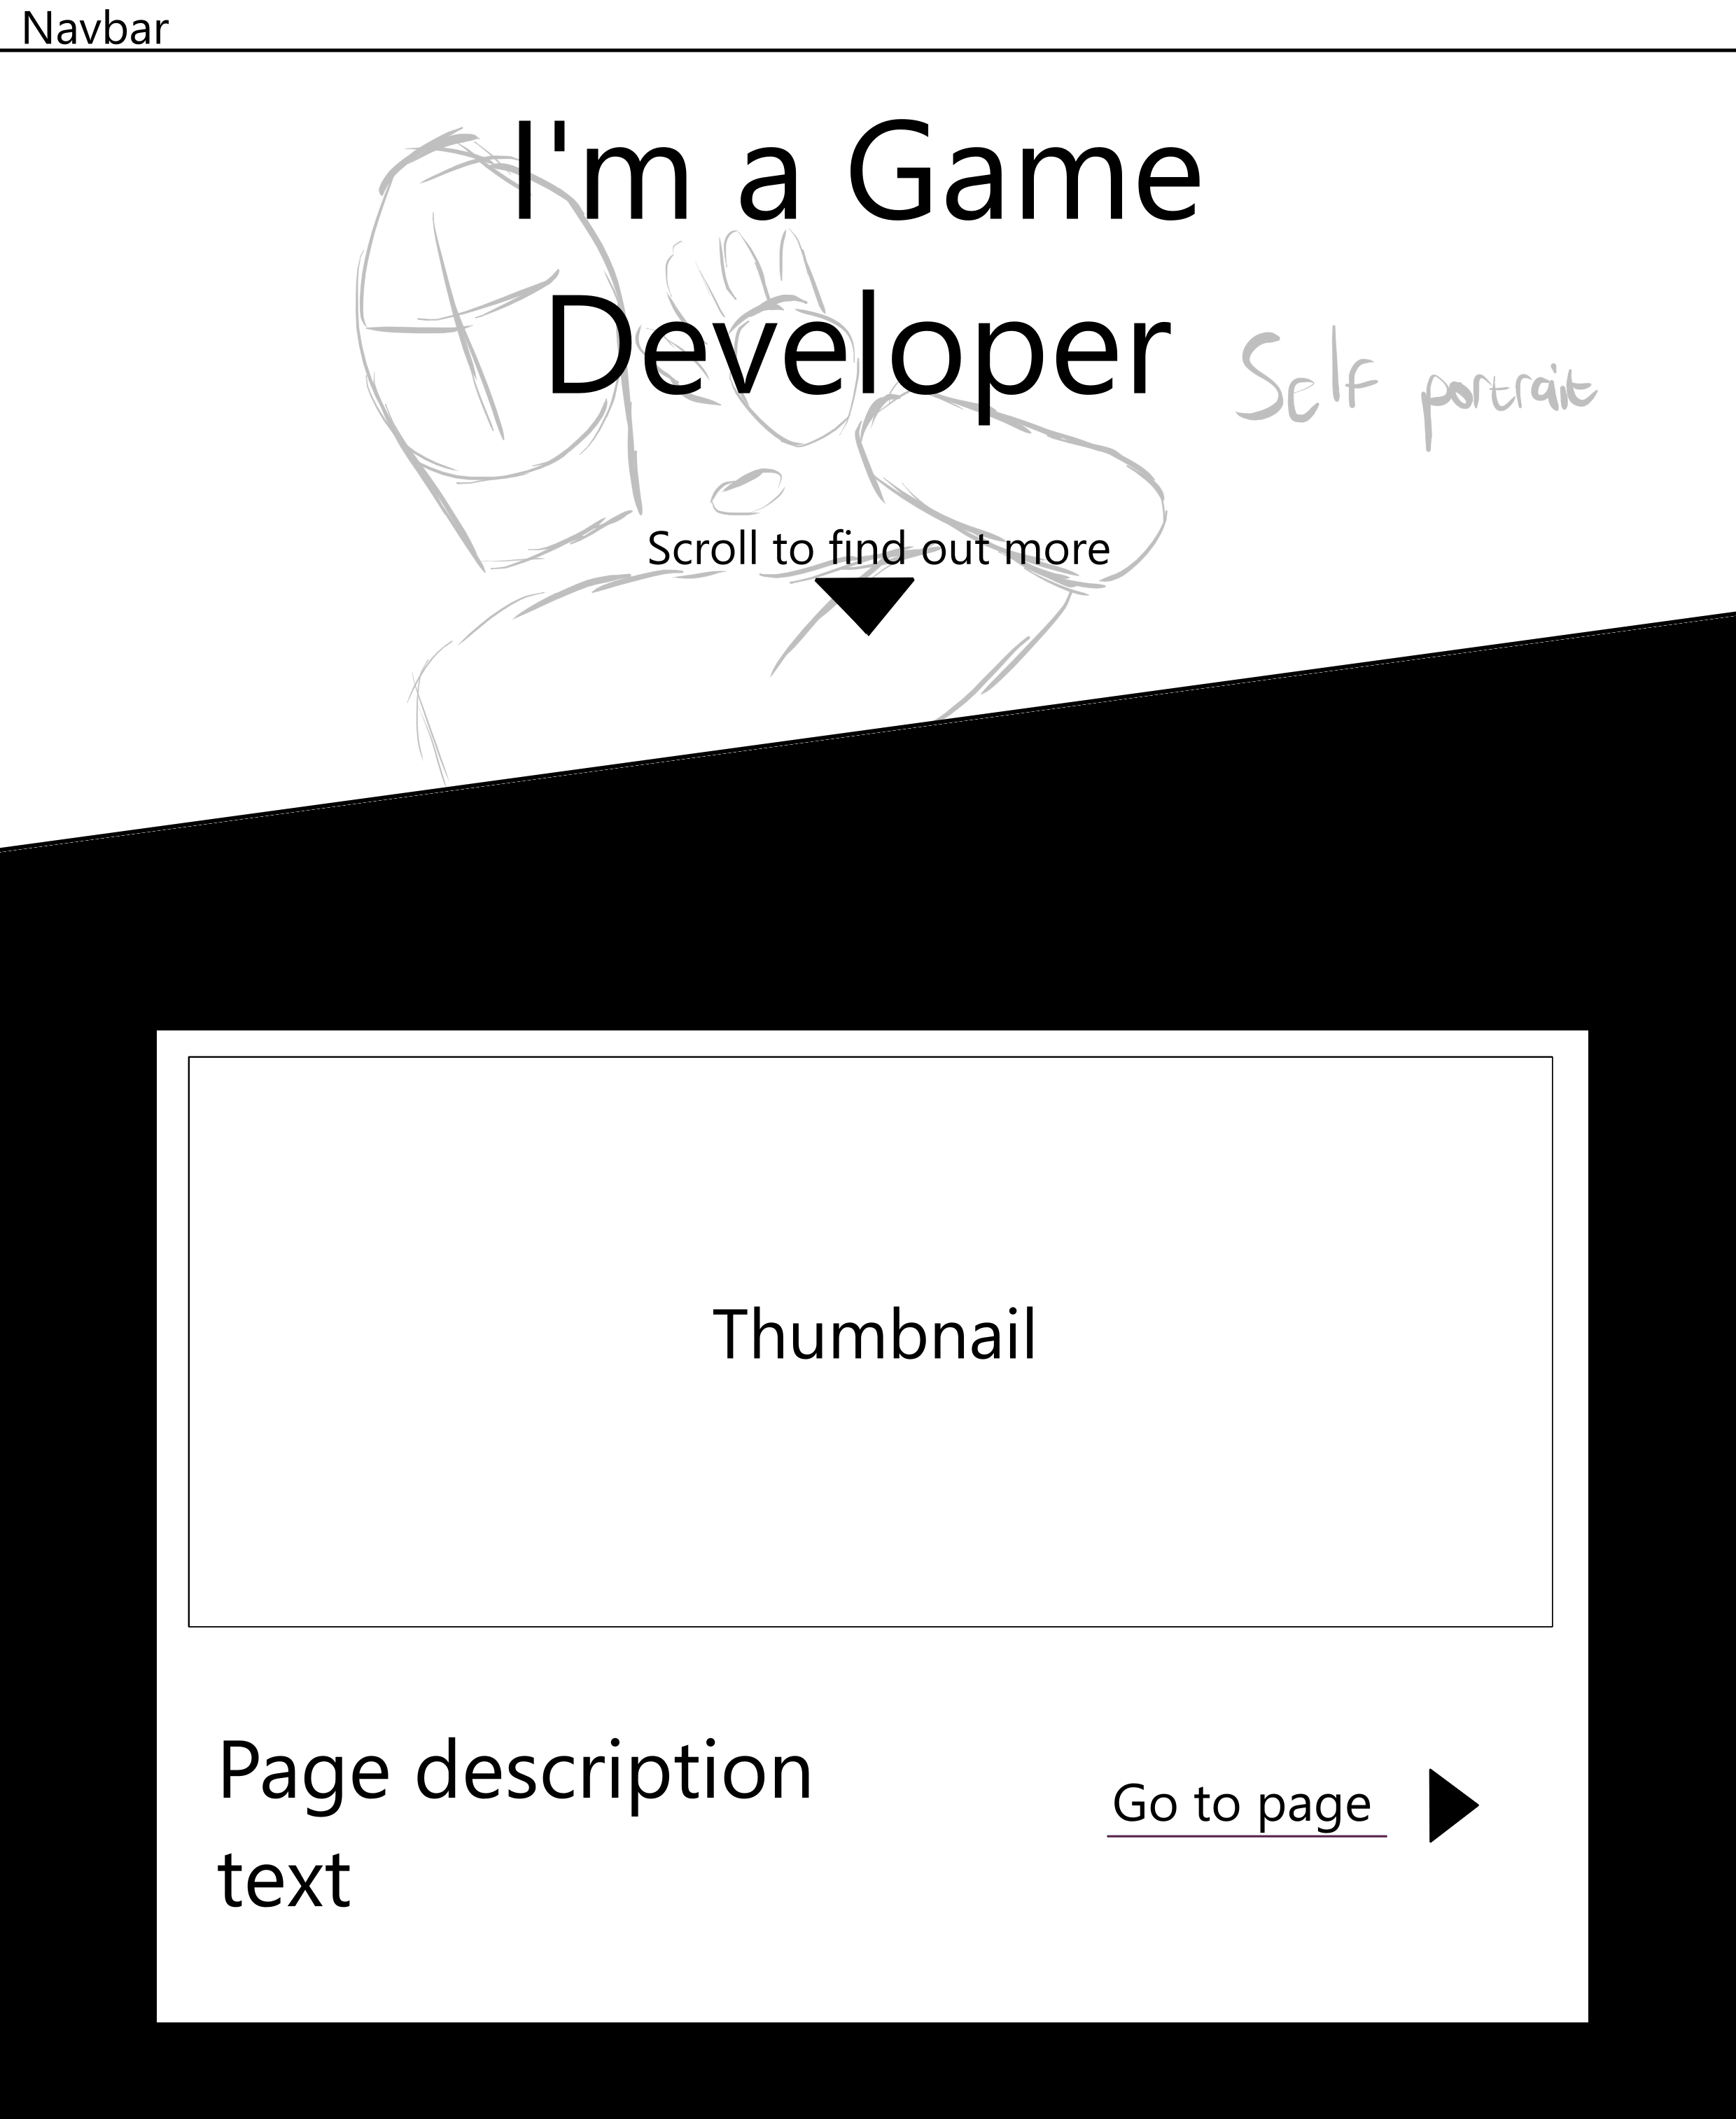 Navbar
I'm a Game
Developer
Self portrait
Scroll to find out more
Thumbnail
Page description
text
Go to page